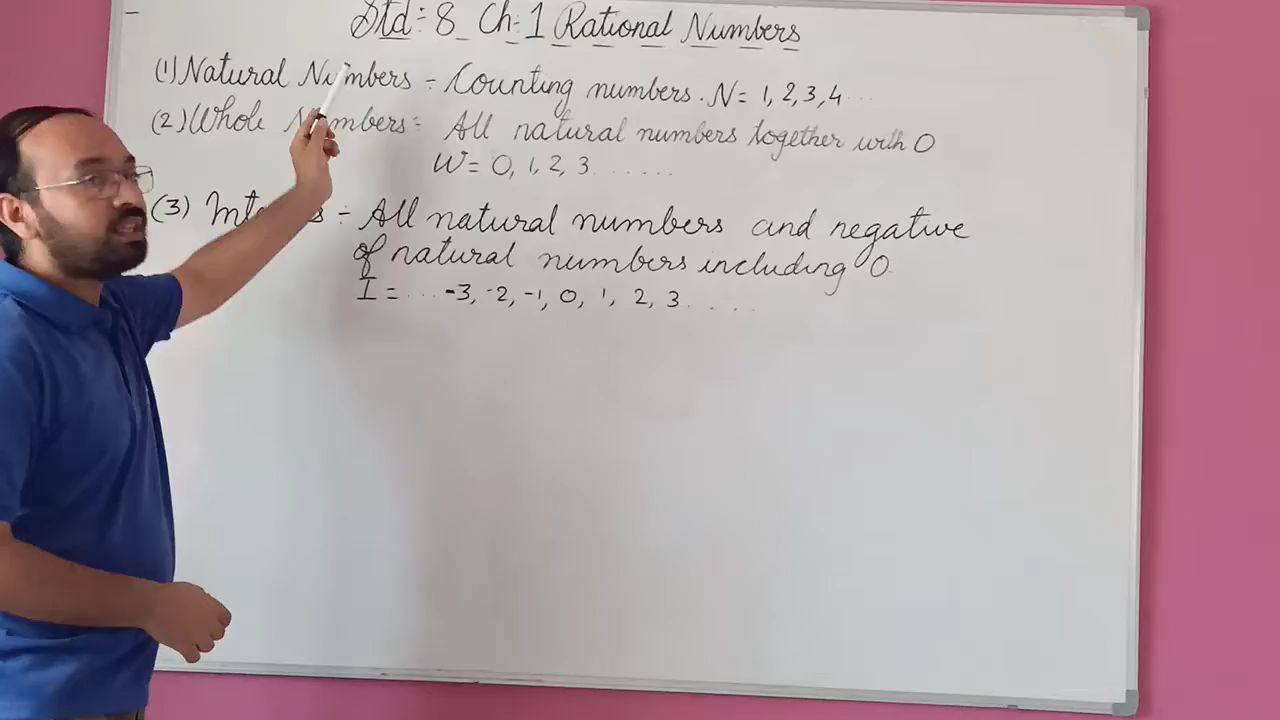 Std:- 8 Ch:-1 Rational Numbers
(1) Natural Numbers - Counting numbers. N= 1, 2, 3, 4 ...
(2) Whole Numbers:- All natural numbers together with 0
W= 0, 1, 2, 3 ......
(3) :- All natural numbers and negative
of natural numbers including 0.
I = ... -3, -2, -1, 0, 1, 2, 3 .....